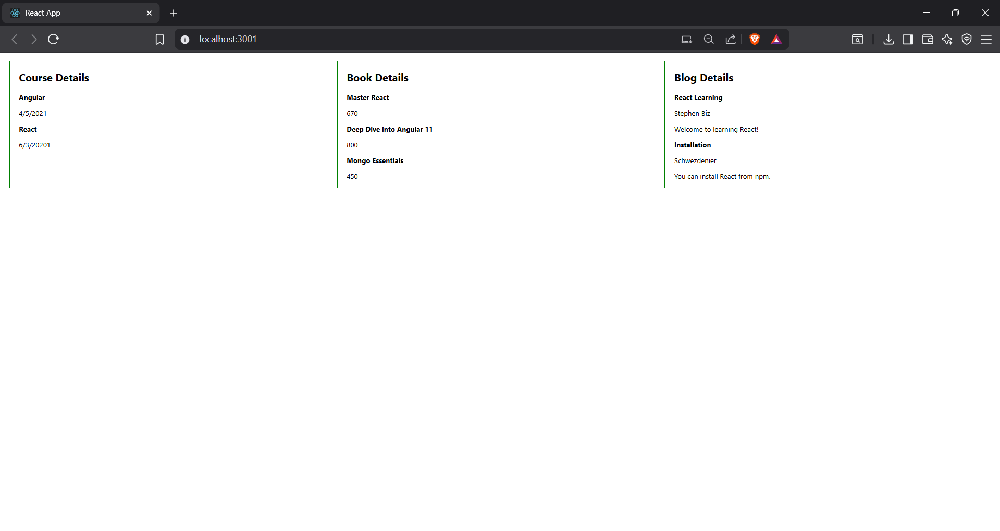 React App
localhost:3001
Course Details
Angular
4/5/2021
React
6/3/20201
Book Details
Master React
670
Deep Dive into Angular 11
800
Mongo Essentials
450
Blog Details
React Learning
Stephen Biz
Welcome to learning React!
Installation
Schwezdenier
You can install React from npm.